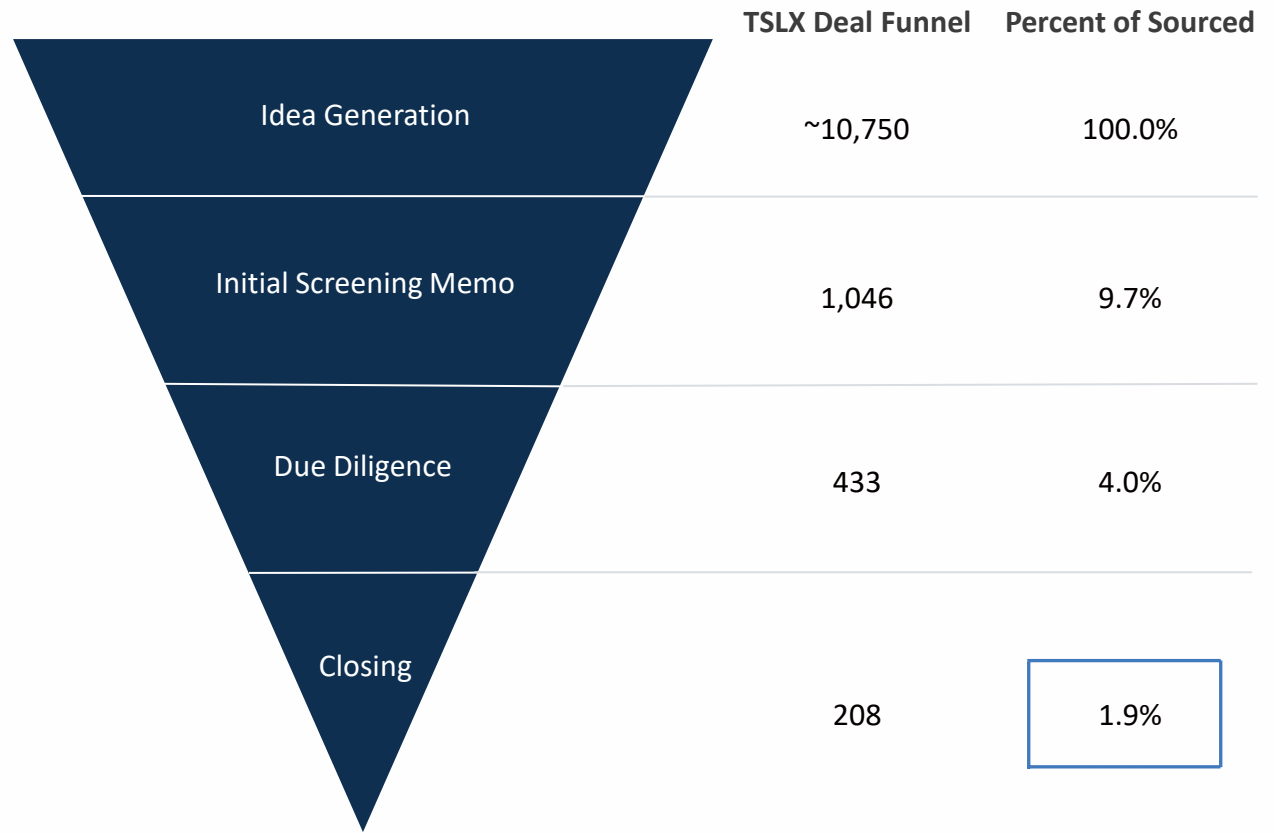 TSLX Deal Funnel Percent of Sourced
Idea Generation ~10,750 100.0%
Initial Screening Memo 1,046 9.7%
Due Diligence 433 4.0%
Closing 208 1.9%